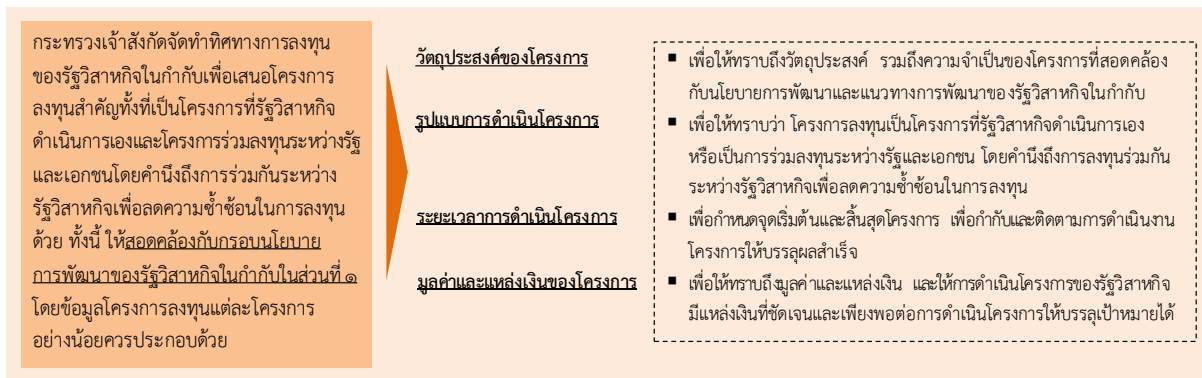 กระทรวงเจ้าสังกัดจัดทำทิศทางการลงทุน
ของรัฐวิสาหกิจในกำกับเพื่อเสนอโครงการ
ลงทุนสำคัญทั้งที่เป็นโครงการที่รัฐวิสาหกิจ
ดำเนินการเองและโครงการร่วมลงทุนระหว่างรัฐ
และเอกชนโดยคำนึงถึงการร่วมกันระหว่าง
รัฐวิสาหกิจเพื่อลดความซ้ำซ้อนในการลงทุน
ด้วย ทั้งนี้ ให้สอดคล้องกับกรอบนโยบาย
การพัฒนาของรัฐวิสาหกิจในกำกับในส่วนที่ ๑
โดยข้อมูลโครงการลงทุนแต่ละโครงการ
อย่างน้อยควรประกอบด้วย
วัตถุประสงค์ของโครงการ
รูปแบบการดำเนินโครงการ
ระยะเวลาการดำเนินโครงการ
มูลค่าและแหล่งเงินของโครงการ
▪ เพื่อให้ทราบถึงวัตถุประสงค์ รวมถึงความจำเป็นของโครงการที่สอดคล้อง
กับนโยบายการพัฒนาและแนวทางการพัฒนาของรัฐวิสาหกิจในกำกับ
▪ เพื่อให้ทราบว่า โครงการลงทุนเป็นโครงการที่รัฐวิสาหกิจดำเนินการเอง
หรือเป็นการร่วมลงทุนระหว่างรัฐและเอกชน โดยคำนึงถึงการลงทุนร่วมกัน
ระหว่างรัฐวิสาหกิจเพื่อลดความซ้ำซ้อนในการลงทุน
▪ เพื่อกำหนดจุดเริ่มต้นและสิ้นสุดโครงการ เพื่อกำกับและติดตามการดำเนินงาน
โครงการให้บรรลุผลสำเร็จ
▪ เพื่อให้ทราบถึงมูลค่าและแหล่งเงิน และให้การดำเนินโครงการของรัฐวิสาหกิจ
มีแหล่งเงินที่ชัดเจนและเพียงพอต่อการดำเนินโครงการให้บรรลุเป้าหมายได้